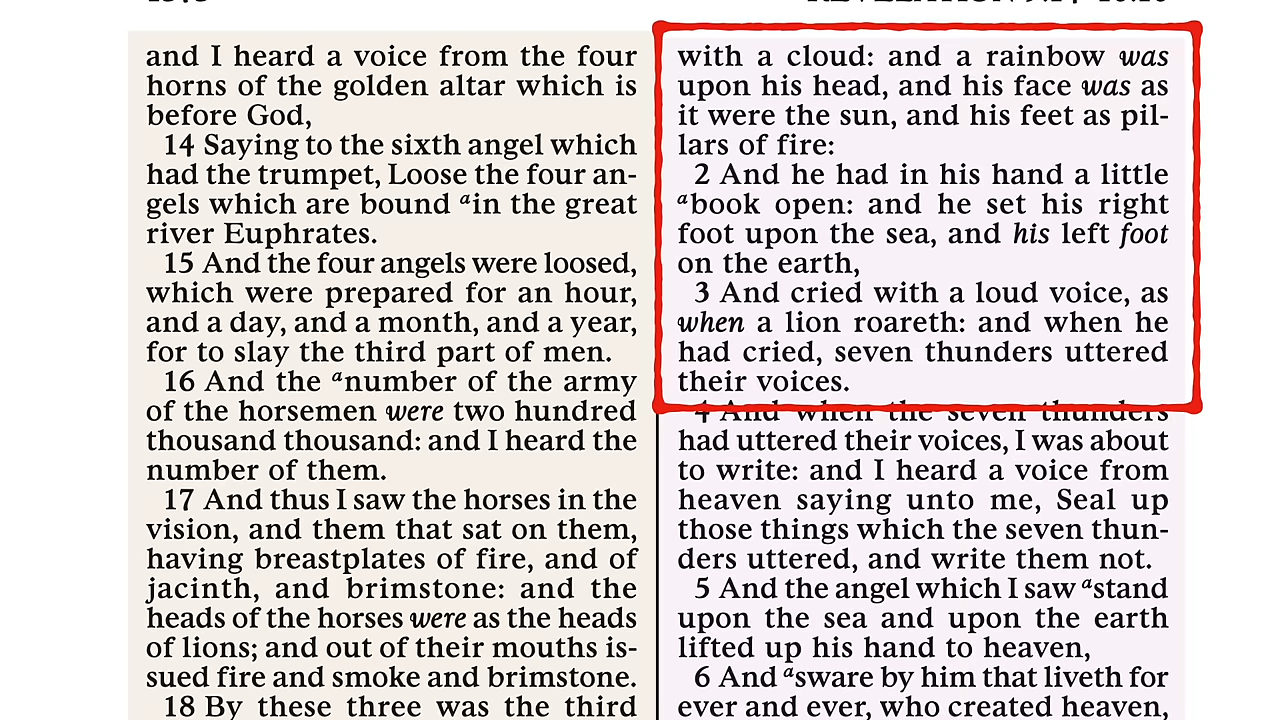 and I heard a voice from the four
horns of the golden altar which is
before God,
14 Saying to the sixth angel which
had the trumpet, Loose the four an-
gels which are bound ain the great
river Euphrates.
15 And the four angels were loosed,
which were prepared for an hour,
and a day, and a month, and a year,
for to slay the third part of men.
16 And the anumber of the army
of the horsemen were two hundred
thousand thousand: and I heard the
number of them.
17 And thus I saw the horses in the
vision, and them that sat on them,
having breastplates of fire, and of
jacinth, and brimstone: and the
heads of the horses were as the heads
of lions; and out of their mouths is-
sued fire and smoke and brimstone.
18 By these three was the third
with a cloud: and a rainbow was
upon his head, and his face was as
it were the sun, and his feet as pil-
lars of fire:
2 And he had in his hand a little
abook open: and he set his right
foot upon the sea, and his left foot
on the earth,
3 And cried with a loud voice, as
when a lion roareth: and when he
had cried, seven thunders uttered
their voices.
4 And when the seven thunders
had uttered their voices, I was about
to write: and I heard a voice from
heaven saying unto me, Seal up
those things which the seven thun-
ders uttered, and write them not.
5 And the angel which I saw astand
upon the sea and upon the earth
lifted up his hand to heaven,
6 And asware by him that liveth for
ever and ever, who created heaven,